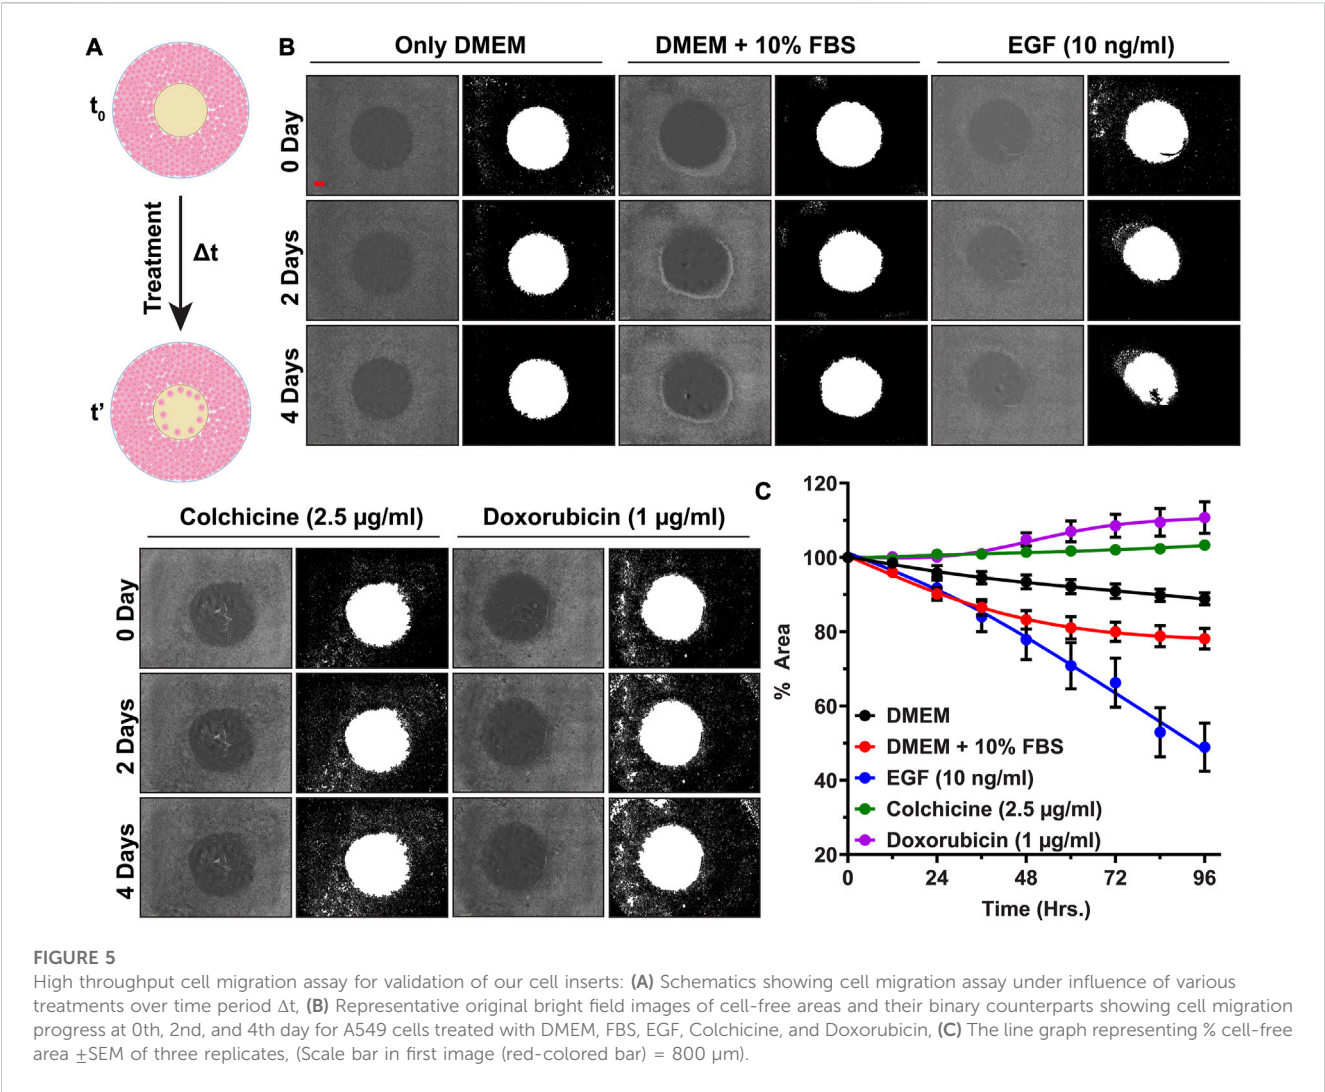 A
t0
Treatment
Δt
t’
B
Only DMEM
DMEM + 10% FBS
EGF (10 ng/ml)
0 Day
2 Days
4 Days
Colchicine (2.5 µg/ml)
Doxorubicin (1 µg/ml)
0 Day
2 Days
4 Days
C
120
100
80
60
40
20
% Area
DMEM
DMEM + 10% FBS
EGF (10 ng/ml)
Colchicine (2.5 µg/ml)
Doxorubicin (1 µg/ml)
0 24 48 72 96
Time (Hrs.)
FIGURE 5
High throughput cell migration assay for validation of our cell inserts: (A) Schematics showing cell migration assay under influence of various
treatments over time period Δt, (B) Representative original bright field images of cell-free areas and their binary counterparts showing cell migration
progress at 0th, 2nd, and 4th day for A549 cells treated with DMEM, FBS, EGF, Colchicine, and Doxorubicin, (C) The line graph representing % cell-free
area ±SEM of three replicates, (Scale bar in first image (red-colored bar) = 800 µm).